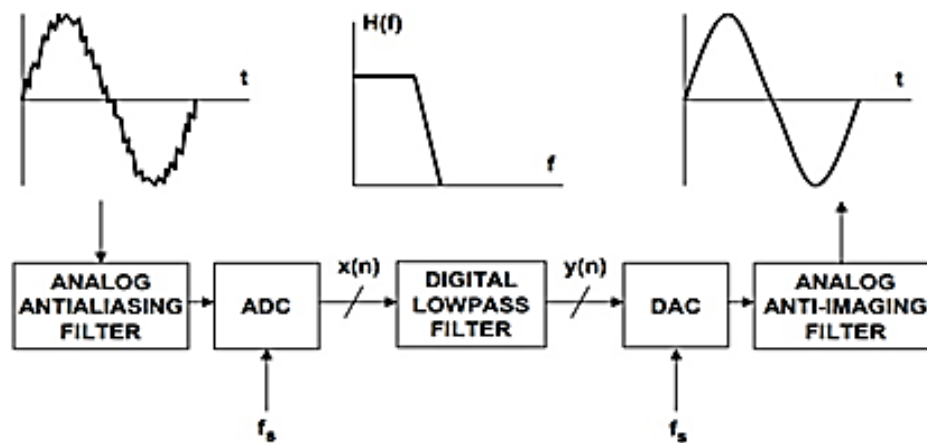 t
H(f)
f
t
ANALOG
ANTIALIASING
FILTER
ADC
x(n)
DIGITAL
LOWPASS
FILTER
y(n)
DAC
ANALOG
ANTI-IMAGING
FILTER
fs
fs